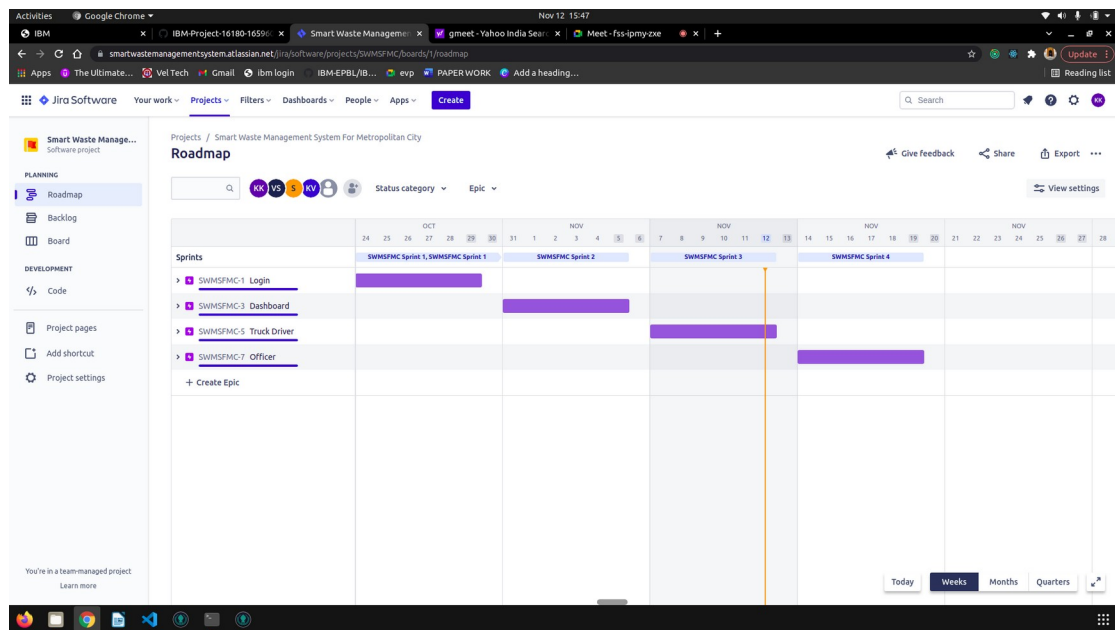 Activities Google Chrome Nov 12 15:47
IBM IBM-Project-16180-16596 Smart Waste Managemen gmeet - Yahoo India Sear Meet - fss-ipmy-zxe
smartwastemanagementsystem.atlassian.net/jira/software/projects/SWMSFMC/boards/1/roadmap Update
Apps The Ultimate... Vel Tech Gmail ibm login IBM-EPBL/IB... evp PAPER WORK Add a heading... Reading list
Jira Software Your work Projects Filters Dashboards People Apps Create Search KK
Smart Waste Manage...
Software project
PLANNING
Roadmap
Backlog
Board
DEVELOPMENT
Code
Project pages
Add shortcut
Project settings
You're in a team-managed project
Learn more
Projects / Smart Waste Management System For Metropolitan City
Roadmap
Give feedback Share Export
KK VS S KV Status category Epic View settings
OCT NOV NOV NOV NOV
24 25 26 27 28 29 30 31 1 2 3 4 5 6 7 8 9 10 11 12 13 14 15 16 17 18 19 20 21 22 23 24 25 26 27 28
Sprints SWMSFMC Sprint 1, SWMSFMC Sprint 1 SWMSFMC Sprint 2 SWMSFMC Sprint 3 SWMSFMC Sprint 4
SWMSFMC-1 Login
SWMSFMC-3 Dashboard
SWMSFMC-5 Truck Driver
SWMSFMC-7 Officer
+ Create Epic
Today Weeks Months Quarters